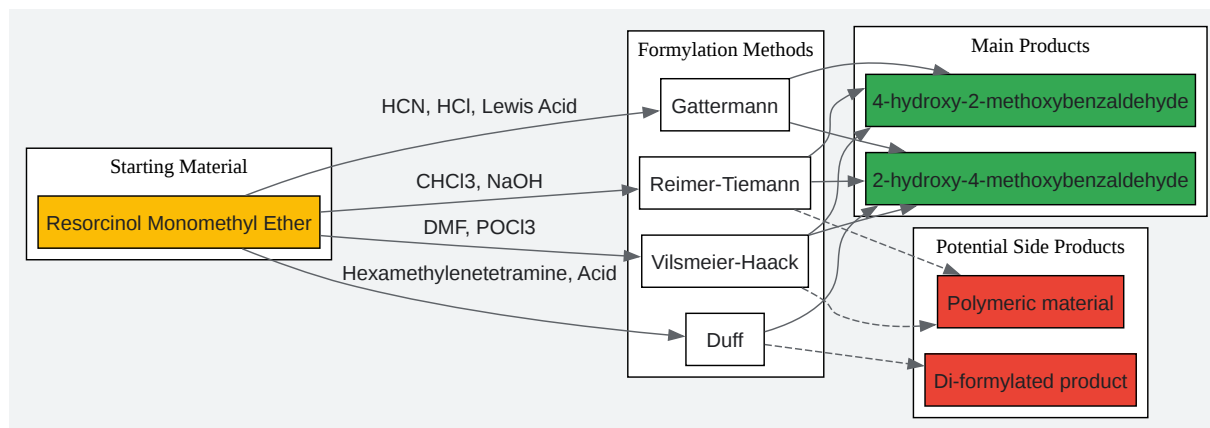 Starting Material
Resorcinol Monomethyl Ether
HCN, HCl, Lewis Acid
CHCl3, NaOH
DMF, POCl3
Hexamethylenetetramine, Acid
Formylation Methods
Gattermann
Reimer-Tiemann
Vilsmeier-Haack
Duff
Main Products
4-hydroxy-2-methoxybenzaldehyde
2-hydroxy-4-methoxybenzaldehyde
Potential Side Products
Polymeric material
Di-formylated product